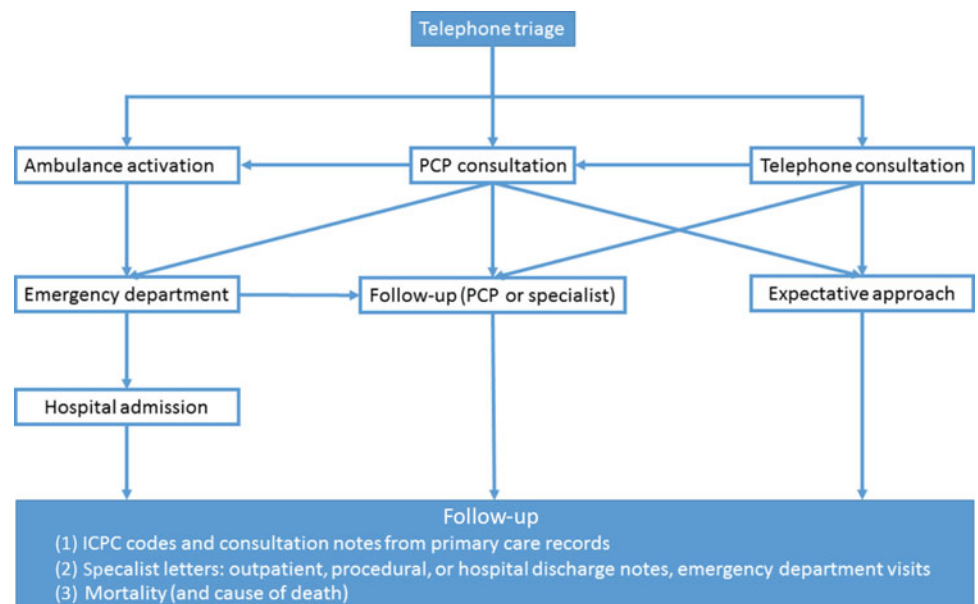 Telephone triage
Ambulance activation
PCP consultation
Telephone consultation
Emergency department
Follow-up (PCP or specialist)
Expectative approach
Hospital admission
Follow-up
(1) ICPC codes and consultation notes from primary care records
(2) Specalist letters: outpatient, procedural, or hospital discharge notes, emergency department visits
(3) Mortality (and cause of death)